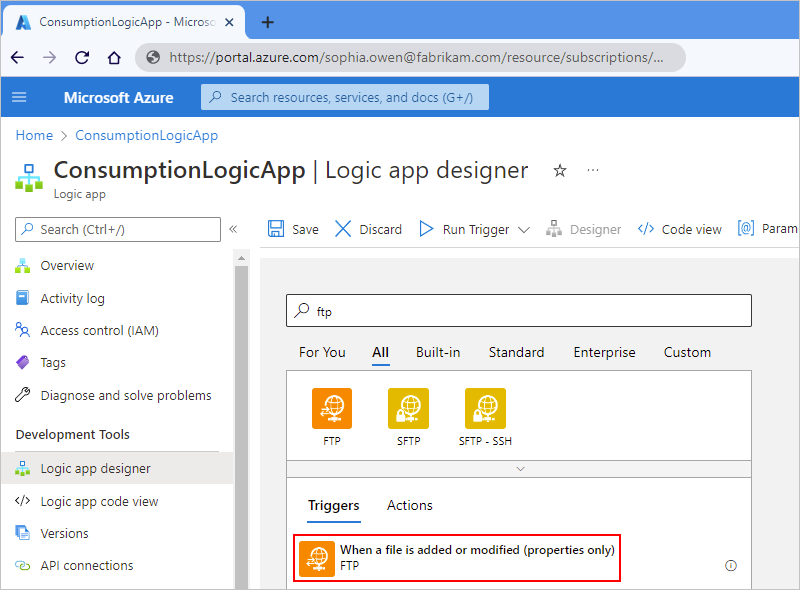 ConsumptionLogicApp - Microso
https://portal.azure.com/sophia.owen@fabrikam.com/resource/subscriptions/...
Microsoft Azure
Search resources, services, and docs (G+/)
Home > ConsumptionLogicApp
ConsumptionLogicApp | Logic app designer
Logic app
Search (Ctrl+/)
Save
Discard
Run Trigger
Designer
Code view
Param
Overview
Activity log
Access control (IAM)
Tags
Diagnose and solve problems
Development Tools
Logic app designer
Logic app code view
Versions
API connections
ftp
For You
All
Built-in
Standard
Enterprise
Custom
FTP
SFTP
SFTP - SSH
Triggers
Actions
When a file is added or modified (properties only)
FTP